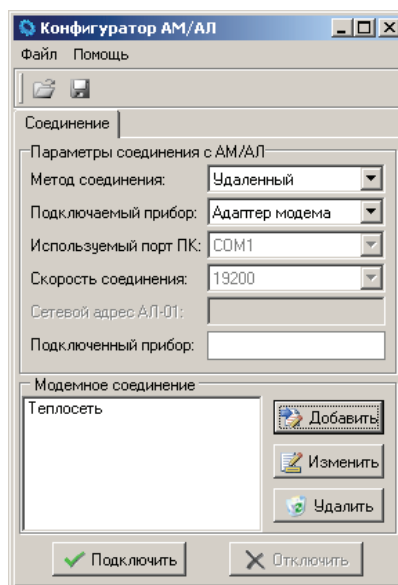 Конфигуратор АМ/АЛ
Файл Помощь
Соединение
Параметры соединения с АМ/АЛ
Метод соединения: Удаленный
Подключаемый прибор: Адаптер модема
Используемый порт ПК: COM1
Скорость соединения: 19200
Сетевой адрес АЛ-01:
Подключенный прибор:
Модемное соединение
Теплосеть
Добавить
Изменить
Удалить
Подключить Отключить